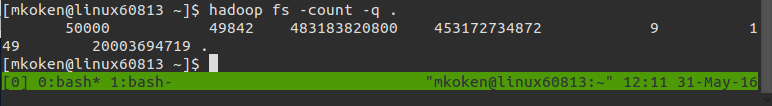 [mkoken@linux60813 ~]$ hadoop fs -count -q .
       50000           49842    483183820800    453172734872            9           1
49       20003694719 .
[mkoken@linux60813 ~]$
[0] 0:bash* 1:bash-                          "mkoken@linux60813:~" 12:11 31-May-16